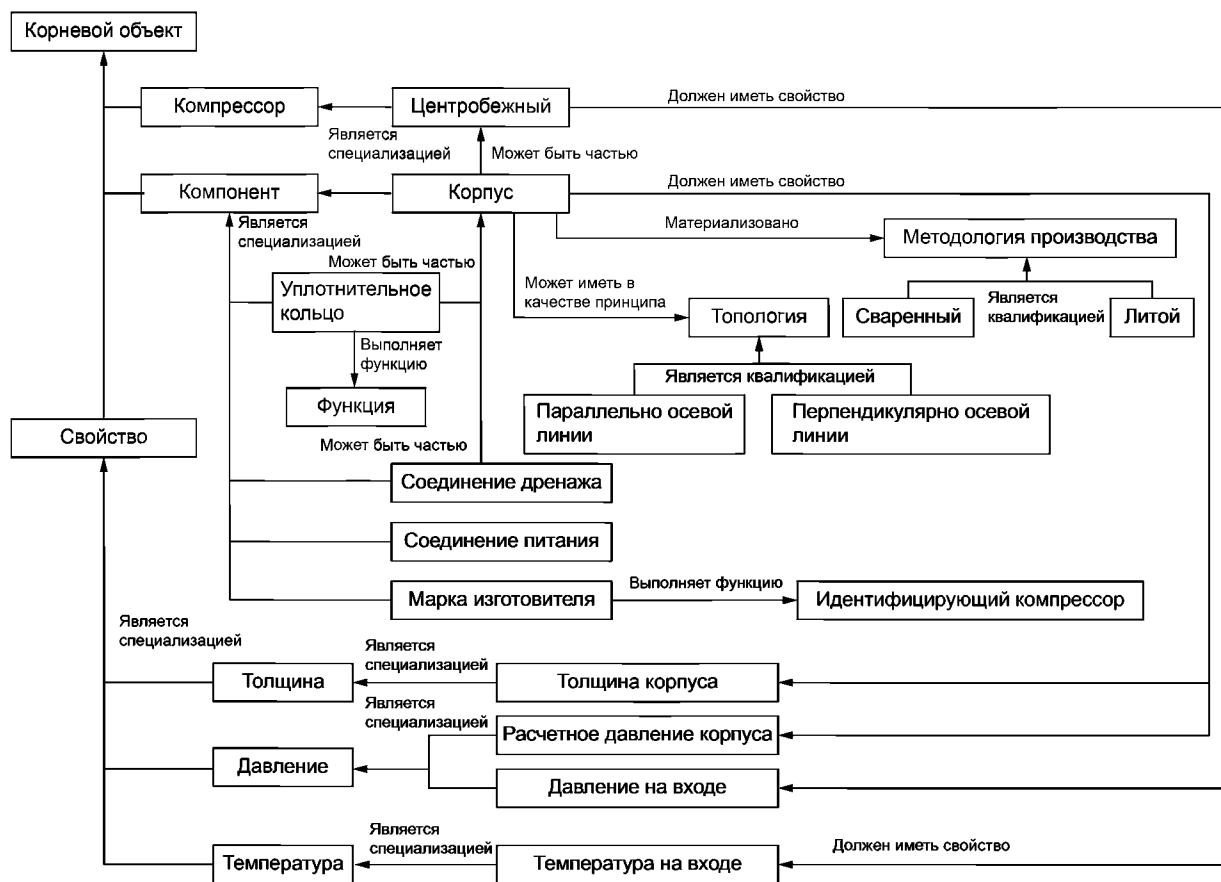 Корневой объект
Компрессор
Центробежный
Должен иметь свойство
Является
специализацией
Может быть частью
Компонент
Корпус
Должен иметь свойство
Является
специализацией
Материализовано
Методология производства
Может быть частью
Уплотнительное
кольцо
Может иметь в
качестве принципа
Топология
Сваренный
Является
квалификацией
Литой
Выполняет
функцию
Является квалификацией
Функция
Параллельно осевой
линии
Перпендикулярно осевой
линии
Свойство
Может быть частью
Соединение дренажа
Соединение питания
Марка изготовителя
Выполняет функцию
Идентифицирующий компрессор
Является
специализацией
Является
специализацией
Толщина
Толщина корпуса
Является
специализацией
Расчетное давление корпуса
Давление
Давление на входе
Является
специализацией
Температура
Температура на входе
Должен иметь свойство